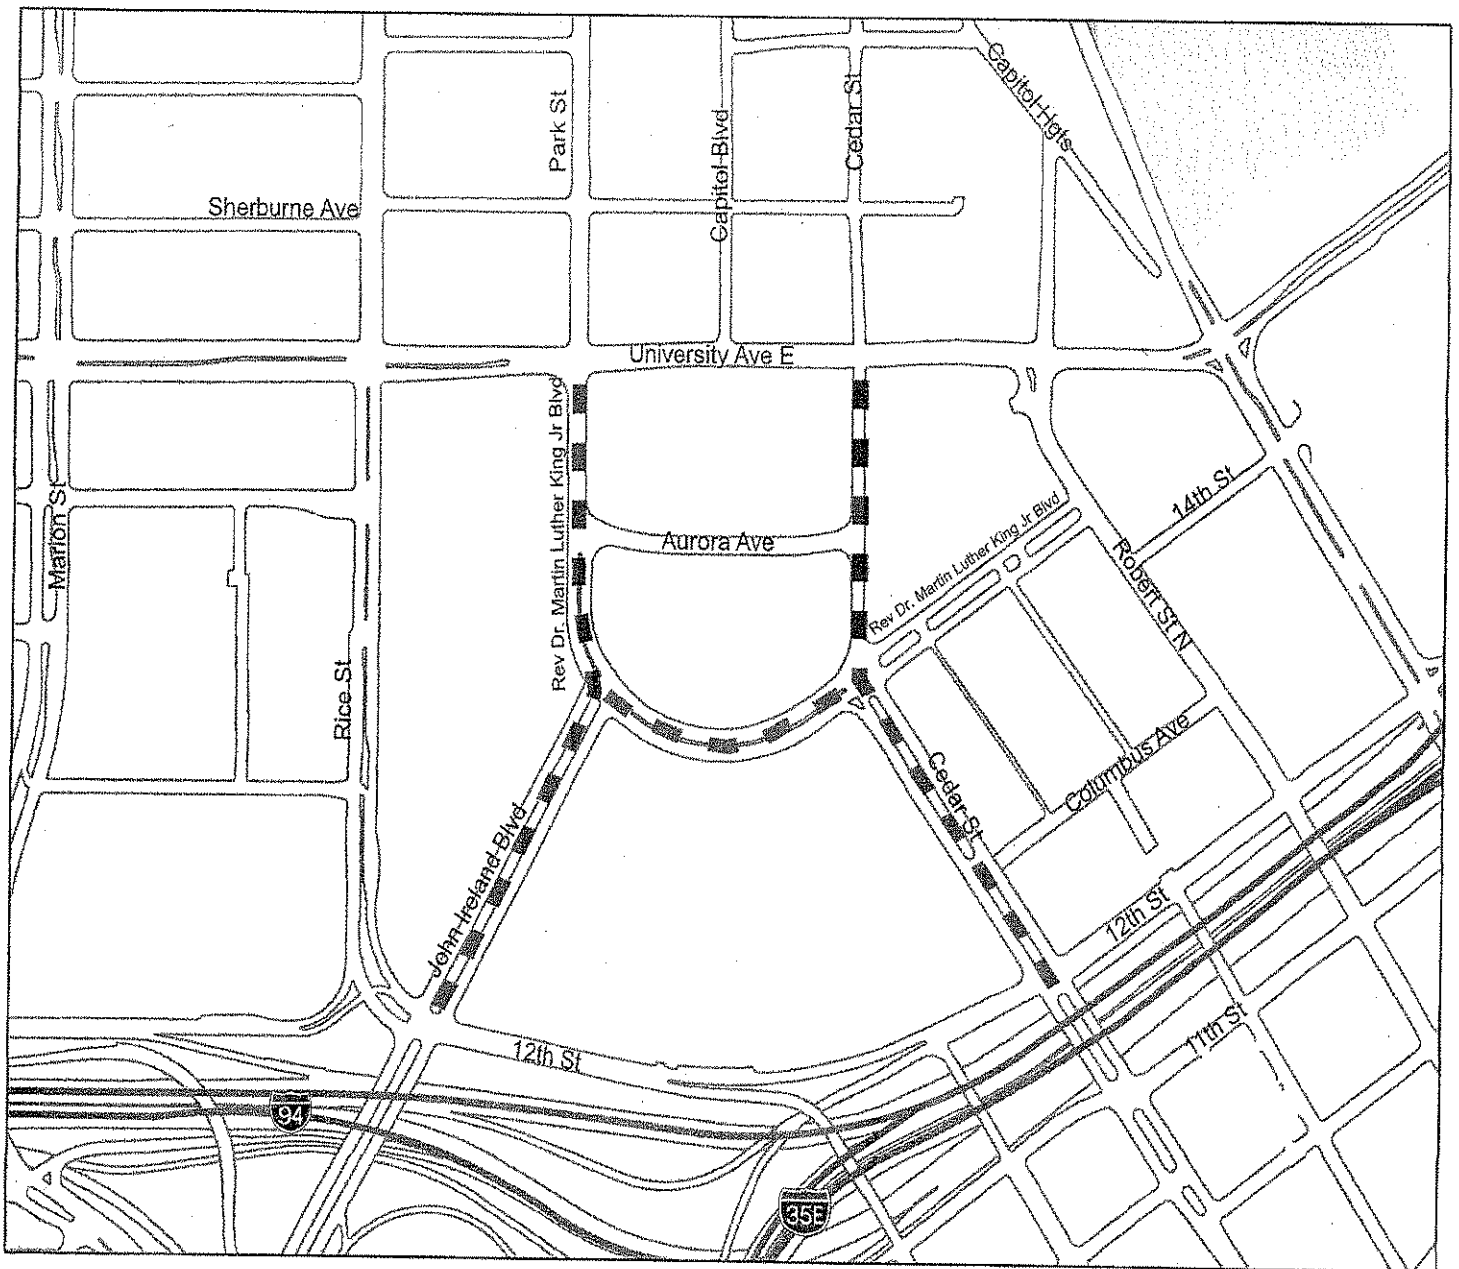 Capitol Hgts
Park St
Cedar St
Capitol Blvd
Sherburne Ave
University Ave E
Rev Dr. Martin Luther King Jr Blvd
Marion St
14th St
Rev Dr. Martin Luther King Jr Blvd
Aurora Ave
Robert St N
Rice St
Columbus Ave
Cedar St
John Ireland Blvd
12th St
11th St
12th St
94
35E